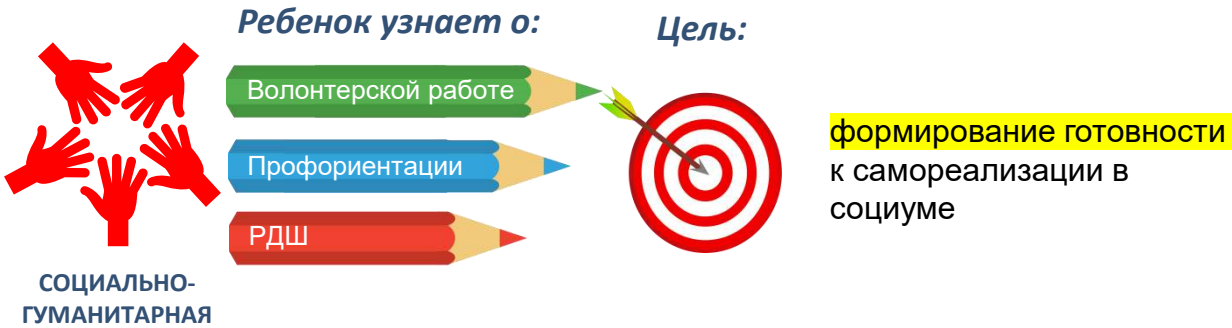 Ребенок узнает о:
Цель:
Волонтерской работе
Профориентации
РДШ
формирование готовности
к самореализации в
социуме
СОЦИАЛЬНО-
ГУМАНИТАРНАЯ